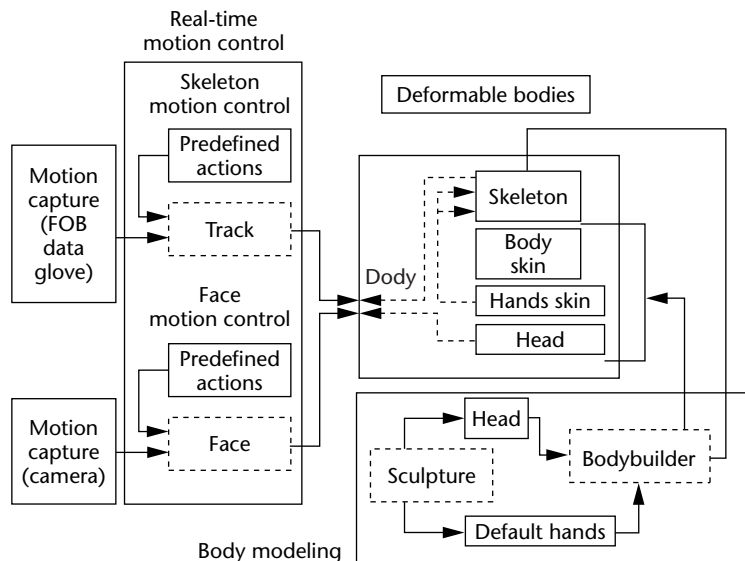 Real-time
motion control
Skeleton
motion control
Predefined
actions
Motion
capture
(FOB
data
glove)
Track
Face
motion control
Predefined
actions
Motion
capture
(camera)
Face
Deformable bodies
Skeleton
Body
skin
Dody
Hands skin
Head
Head
Sculpture
Bodybuilder
Default hands
Body modeling